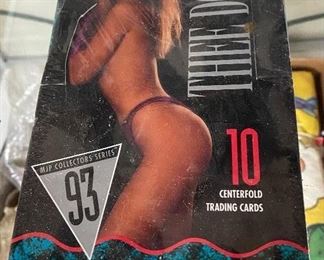 THEE D
MJP COLLECTORS SERIES
93
10
CENTERFOLD
TRADING CARDS